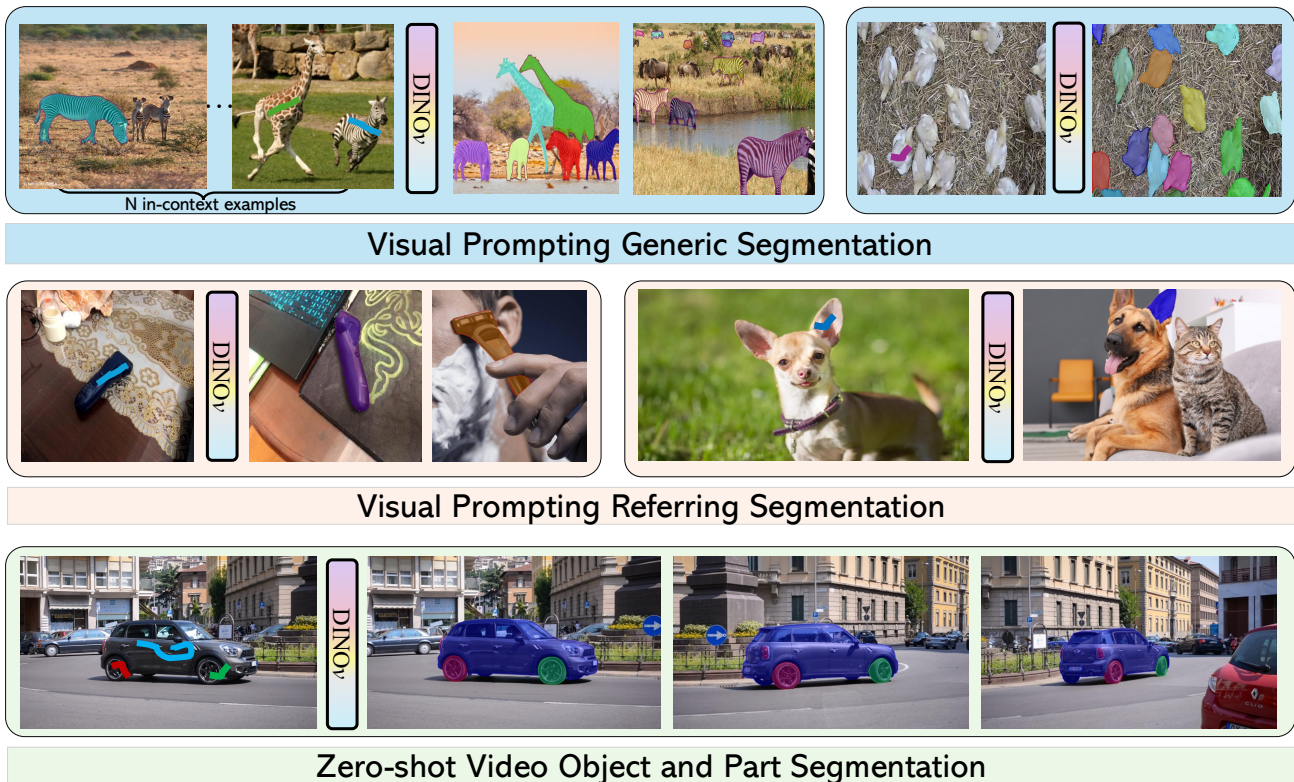 DINOv
DINOv
N in-context examples
Visual Prompting Generic Segmentation
DINOv
DINOv
Visual Prompting Referring Segmentation
DINOv
CLIO
Zero-shot Video Object and Part Segmentation